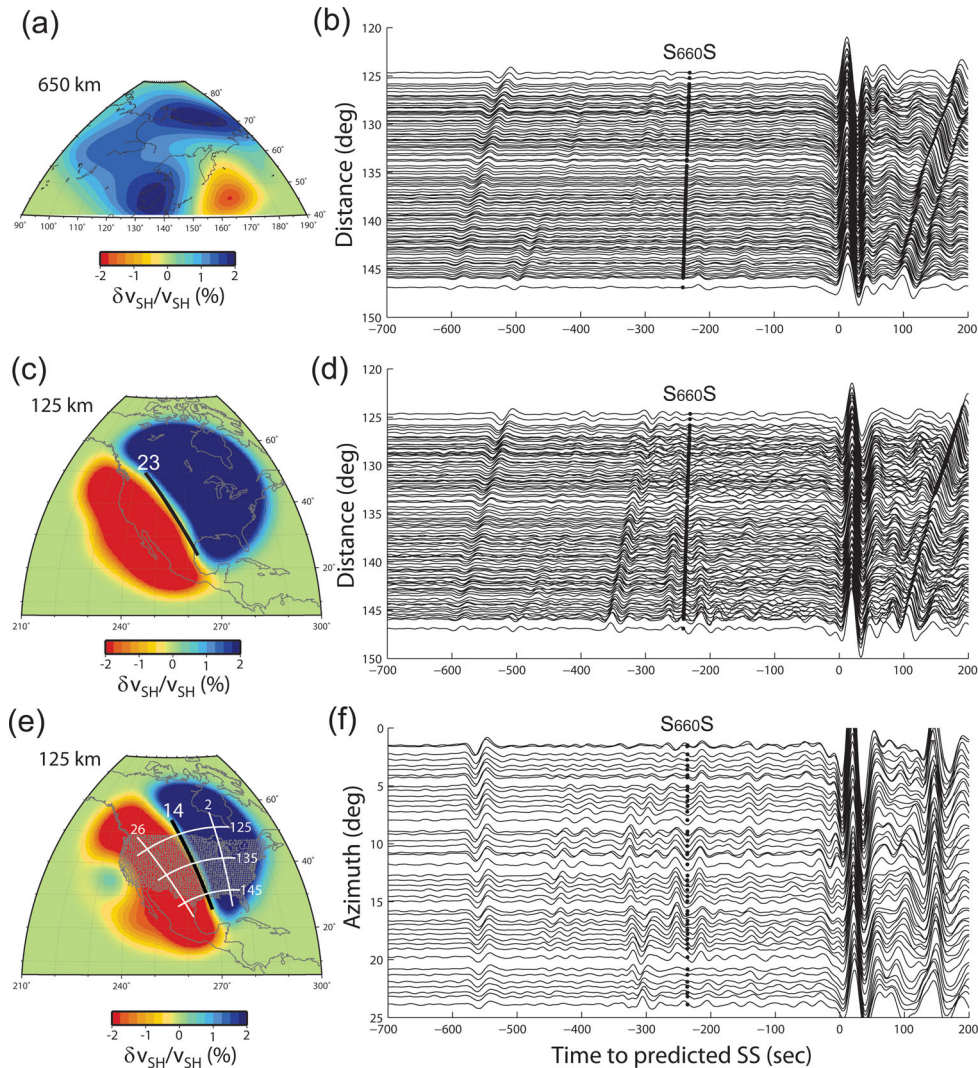 (a)
650 km
80˚
70˚
60˚
50˚
40˚
90˚ 100˚ 110˚ 120˚ 130˚ 140˚ 150˚ 160˚ 170˚ 180˚ 190˚
-2 -1 0 1 2
δvSH/vSH (%)
(b)
S660S
120
125
130
135
140
145
150
Distance (deg)
-700 -600 -500 -400 -300 -200 -100 0 100 200
(c)
125 km
23
60˚
40˚
20˚
210˚ 240˚ 270˚ 300˚
-2 -1 0 1 2
δvSH/vSH (%)
(d)
S660S
120
125
130
135
140
145
150
Distance (deg)
-700 -600 -500 -400 -300 -200 -100 0 100 200
(e)
125 km
26
14
2
125
135
145
60˚
40˚
20˚
210˚ 240˚ 270˚ 300˚
-2 -1 0 1 2
δvSH/vSH (%)
(f)
S660S
0
5
10
15
20
25
Azimuth (deg)
-700 -600 -500 -400 -300 -200 -100 0 100 200
Time to predicted SS (sec)